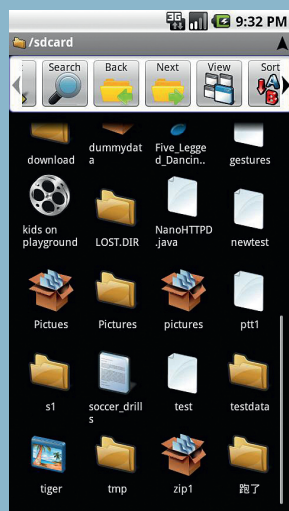 3G 9:32 PM
/sdcard
Search Back Next View Sort
download dummydat Five_Legge gestures
a d_Dancin..
kids on LOST.DIR NanoHTTPD newtest
playground .java
Pictues Pictures pictures ptt1
s1 soccer_drill test testdata
s
tiger tmp zip1 跑了